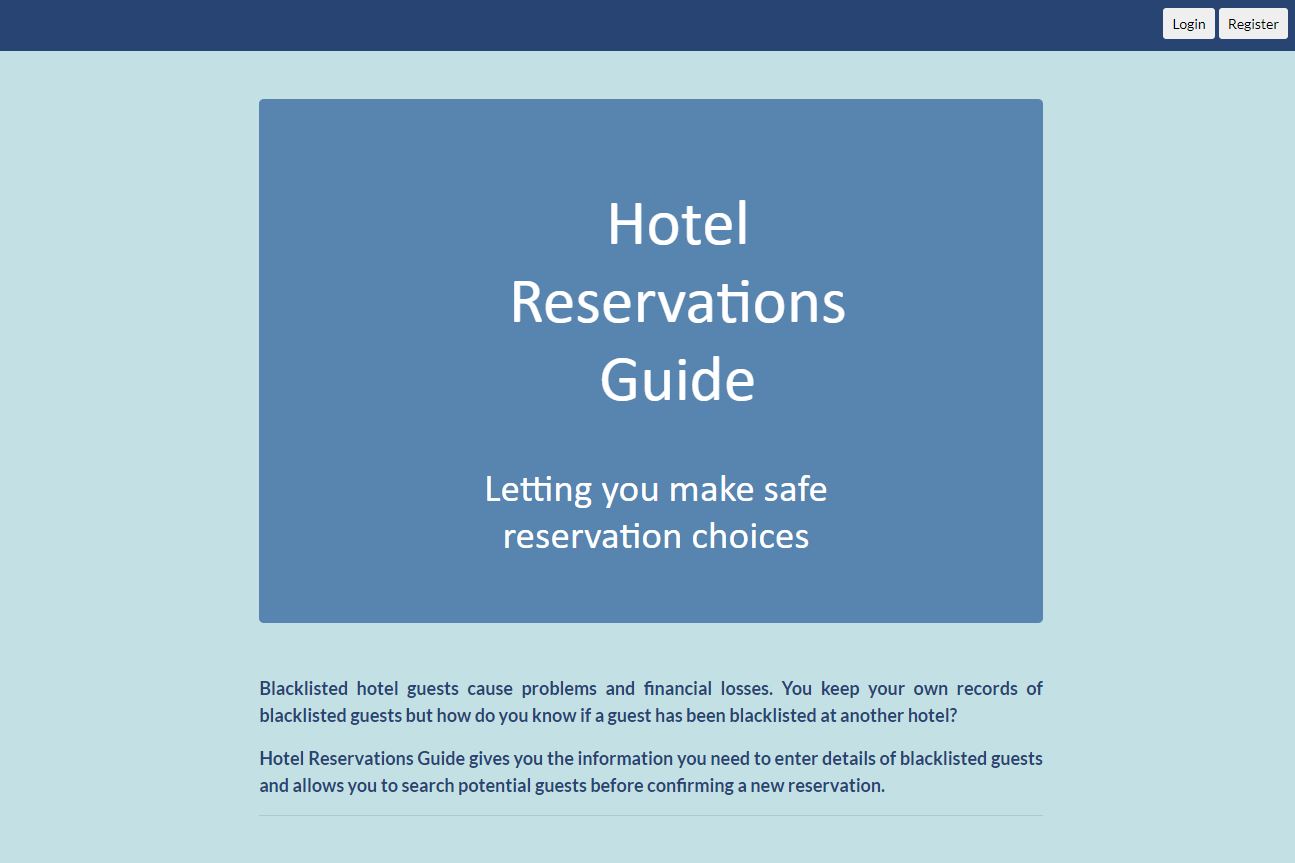 Login Register
Hotel
Reservations
Guide
Letting you make safe
reservation choices
Blacklisted hotel guests cause problems and financial losses. You keep your own records of
blacklisted guests but how do you know if a guest has been blacklisted at another hotel?
Hotel Reservations Guide gives you the information you need to enter details of blacklisted guests
and allows you to search potential guests before confirming a new reservation.